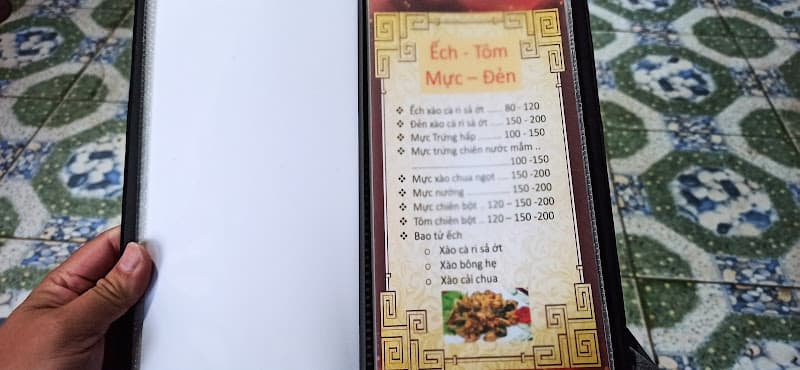 Ếch - Tôm
Mực – Đẻn
❖ Ếch xào cà ri sả ớt ...... 80 - 120
❖ Đẻn xào cà ri sả ớt ..... 150 - 200
❖ Mực Trứng hấp ......... 100 - 150
❖ Mực trứng chiên nước mắm ..
................................ 100 -150
❖ Mực xào chua ngọt .... 150 -200
❖ Mực nướng ............... 150 -200
❖ Mực chiên bột .. 120 – 150 -200
❖ Tôm chiên bột .. 120 – 150 -200
❖ Bao tử ếch
o Xào cà ri sả ớt
o Xào bông hẹ
o Xào cải chua